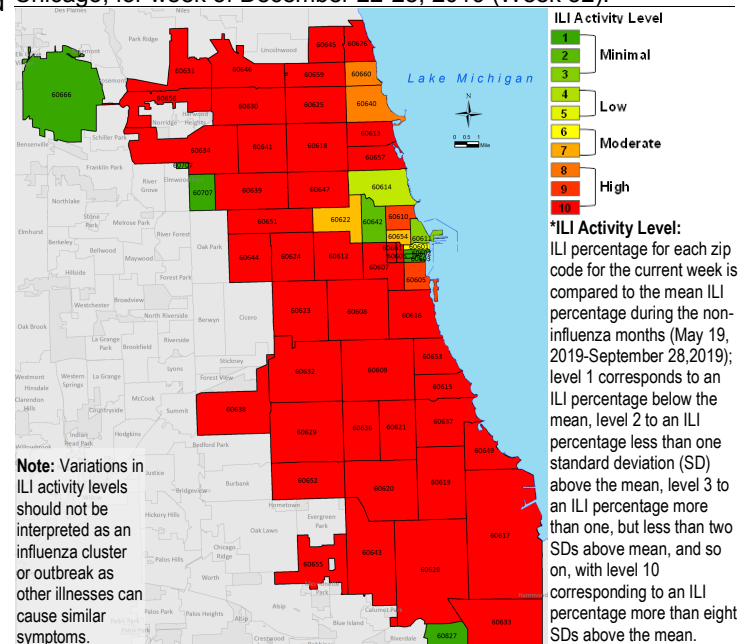 Chicago, for week of December 22-28, 2019 (Week 52).
ILI Activity Level
1
2
3
Minimal
4
5
Low
6
7
Moderate
8
9
10
High
*ILI Activity Level:
ILI percentage for each zip
code for the current week is
compared to the mean ILI
percentage during the non-
influenza months (May 19,
2019-September 28,2019);
level 1 corresponds to an
ILI percentage below the
mean, level 2 to an ILI
percentage less than one
standard deviation (SD)
above the mean, level 3 to
an ILI percentage more
than one, but less than two
SDs above mean, and so
on, with level 10
corresponding to an ILI
percentage more than eight
SDs above the mean.
Note: Variations in
ILI activity levels
should not be
interpreted as an
influenza cluster
or outbreak as
other illnesses can
cause similar
symptoms.
Lake Michigan
N
0 0.5 1
Mile
Des Plaines
Park Ridge
Lincolnwood
60645
60626
60631
60646
60659
60660
60666
60656
60630
60625
60640
Norridge
Harwood
Heights
Schiller Park
60613
Bensenville
60634
60641
60618
60657
Franklin Park
River
Grove
60707
60639
60647
60614
Northlake
Stone
Park
Melrose Park
60651
60622
60642
60610
60654
60611
Elmhurst
Berkeley
River Forest
Bellwood
Maywood
Oak Park
60644
60624
60612
60607
Hillside
Forest Park
60605
Westchester
Broadview
North Riverside
Berwyn
Cicero
60623
60608
60616
Oak Brook
La Grange
Park
Brookfield
Riverside
Stickney
60653
Lyons
Forest View
Westmont
Western
Springs
La Grange
Hinsdale
60632
60609
60615
McCook
Clarendon
Hills
Countryside
Summit
60638
60629
60636
60621
60637
Hodgkins
Indian
Head Park
Bedford Park
60649
Willowbrook
Justice
Burbank
60652
60620
60619
Bridgeview
Hometown
Hickory Hills
Evergreen
Park
60617
Oak Lawn
Chicago
Ridge
Palos Hills
60655
60643
60628
Worth
Palos Park
Palos Heights
Alsip
Calumet Park
Blue Island
60633
Crestwood
Riverdale
60827